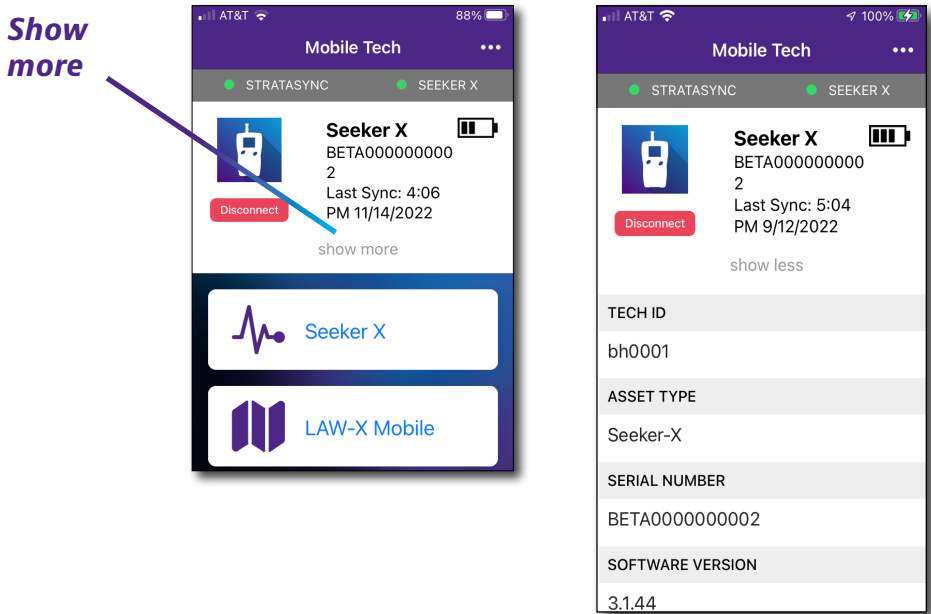 Show
more
AT&T
88%
Mobile Tech
STRATASYNC
SEEKER X
Seeker X
BETA000000000
2
Last Sync: 4:06
PM 11/14/2022
Disconnect
show more
Seeker X
LAW-X Mobile
AT&T
100%
Mobile Tech
STRATASYNC
SEEKER X
Seeker X
BETA000000000
2
Last Sync: 5:04
PM 9/12/2022
Disconnect
show less
TECH ID
bh0001
ASSET TYPE
Seeker-X
SERIAL NUMBER
BETA0000000002
SOFTWARE VERSION
3.1.44